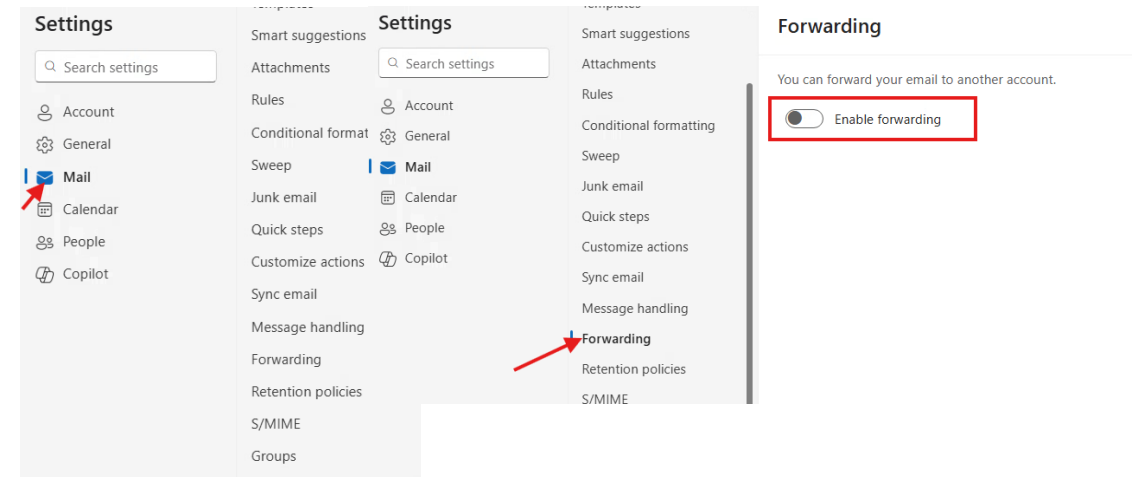 Settings
Search settings
Account
General
Mail
Calendar
People
Copilot
Templates
Smart suggestions
Attachments
Rules
Conditional format
Sweep
Junk email
Quick steps
Customize actions
Sync email
Message handling
Forwarding
Retention policies
S/MIME
Groups
Settings
Search settings
Account
General
Mail
Calendar
People
Copilot
Templates
Smart suggestions
Attachments
Rules
Conditional formatting
Sweep
Junk email
Quick steps
Customize actions
Sync email
Message handling
Forwarding
Retention policies
S/MIME
Forwarding
You can forward your email to another account.
Enable forwarding